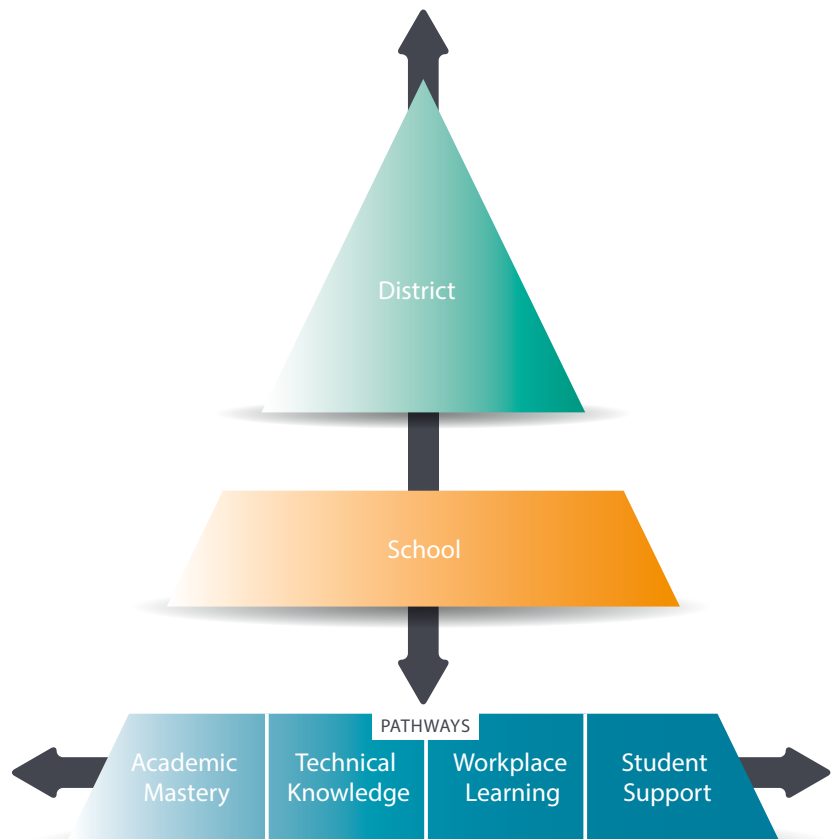 District
School
PATHWAYS
Academic
Mastery
Technical
Knowledge
Workplace
Learning
Student
Support